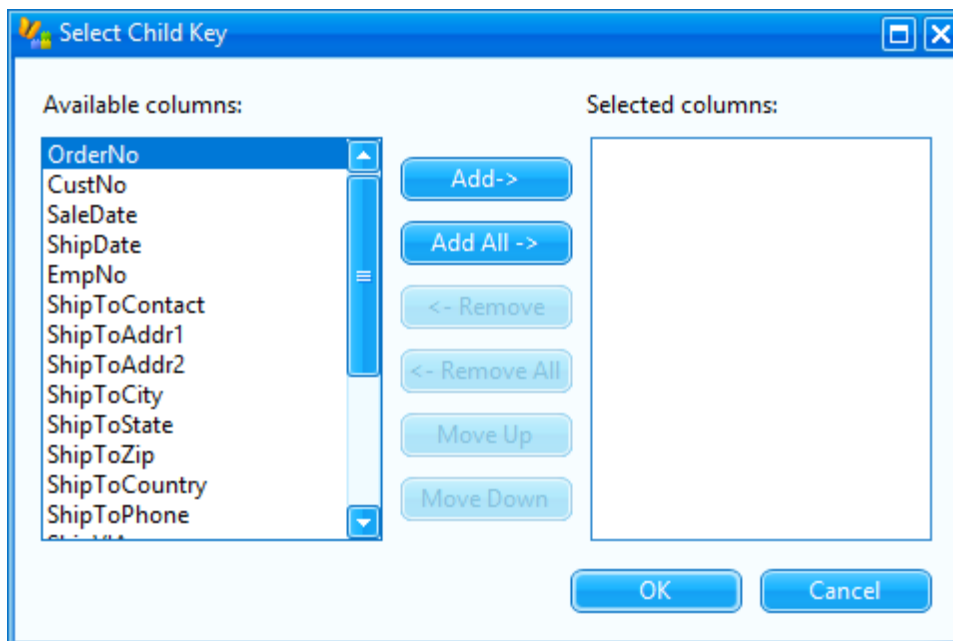 Select Child Key
Available columns:
Selected columns:
OrderNo
CustNo
SaleDate
ShipDate
EmpNo
ShipToContact
ShipToAddr1
ShipToAddr2
ShipToCity
ShipToState
ShipToZip
ShipToCountry
ShipToPhone
Add->
Add All ->
<- Remove
<- Remove All
Move Up
Move Down
OK
Cancel